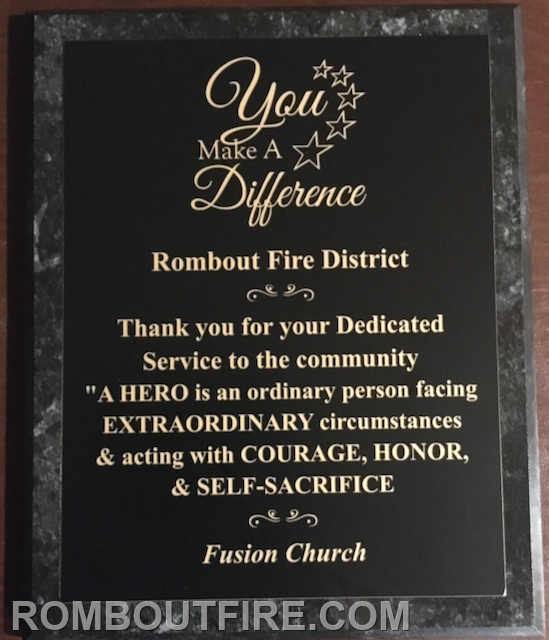 You
Make A
Difference
Rombout Fire District
Thank you for your Dedicated
Service to the community
"A HERO is an ordinary person facing
EXTRAORDINARY circumstances
& acting with COURAGE, HONOR,
& SELF-SACRIFICE
Fusion Church
ROMBOUTFIRE.COM